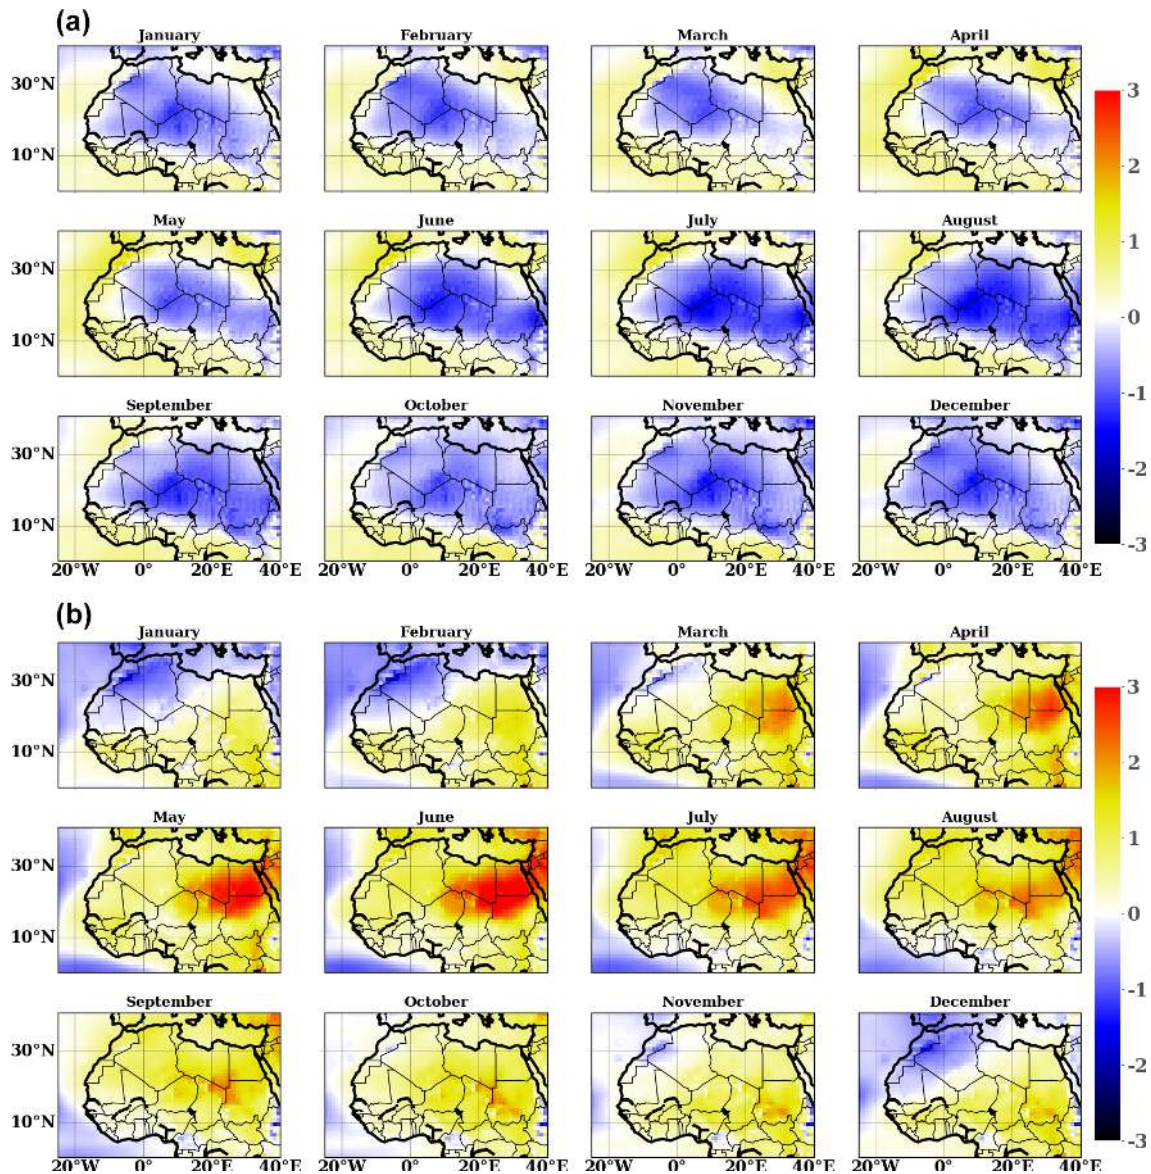 (a)
January February March April
30°N
10°N
3
2
1
0
-1
-2
-3
May June July August
30°N
10°N
September October November December
30°N
10°N
20°W 0° 20°E 40°E 20°W 0° 20°E 40°E 20°W 0° 20°E 40°E 20°W 0° 20°E 40°E
(b)
January February March April
30°N
10°N
3
2
1
0
-1
-2
-3
May June July August
30°N
10°N
September October November December
30°N
10°N
20°W 0° 20°E 40°E 20°W 0° 20°E 40°E 20°W 0° 20°E 40°E 20°W 0° 20°E 40°E